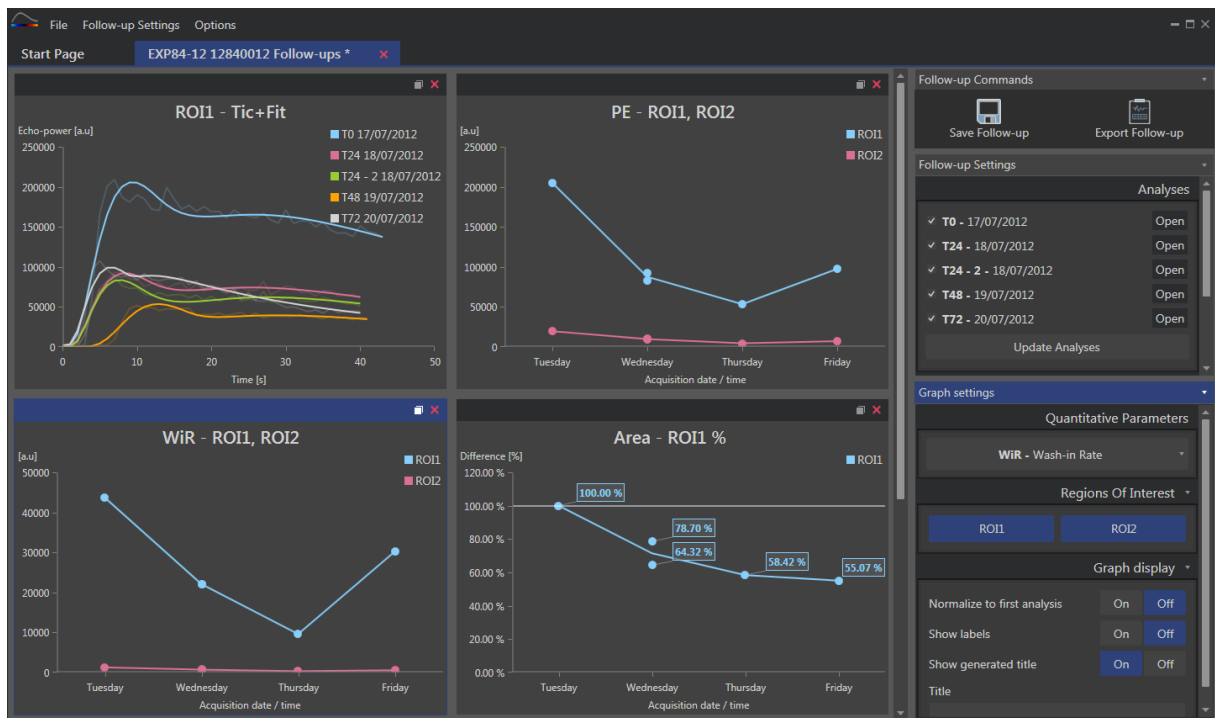 File Follow-up Settings Options
Start Page EXP84-12 12840012 Follow-ups *
ROI1 - Tic+Fit
Echo-power [a.u]
250000
200000
150000
100000
50000
0
0 10 20 30 40 50
Time [s]
T0 17/07/2012
T24 18/07/2012
T24 - 2 18/07/2012
T48 19/07/2012
T72 20/07/2012
PE - ROI1, ROI2
[a.u]
250000
200000
150000
100000
50000
0
Tuesday Wednesday Thursday Friday
Acquisition date / time
ROI1
ROI2
WiR - ROI1, ROI2
[a.u]
50000
40000
30000
20000
10000
0
Tuesday Wednesday Thursday Friday
Acquisition date / time
ROI1
ROI2
Area - ROI1 %
Difference [%]
120.00 %
100.00 %
80.00 %
60.00 %
40.00 %
20.00 %
0.00 %
100.00 %
78.70 %
64.32 %
58.42 %
55.07 %
Tuesday Wednesday Thursday Friday
Acquisition date / time
ROI1
Follow-up Commands
Save Follow-up Export Follow-up
Follow-up Settings
Analyses
T0 - 17/07/2012 Open
T24 - 18/07/2012 Open
T24 - 2 - 18/07/2012 Open
T48 - 19/07/2012 Open
T72 - 20/07/2012 Open
Update Analyses
Graph settings
Quantitative Parameters
WiR - Wash-in Rate
Regions Of Interest
ROI1 ROI2
Graph display
Normalize to first analysis On Off
Show labels On Off
Show generated title On Off
Title